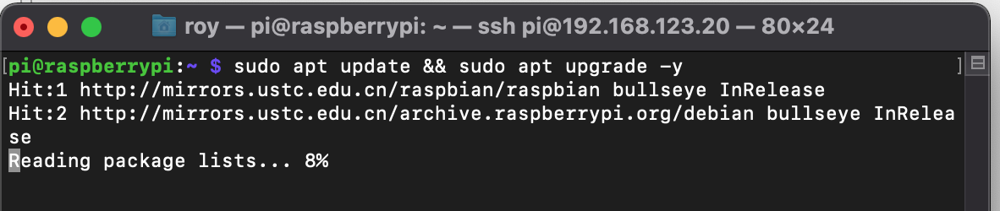 roy — pi@raspberrypi: ~ — ssh pi@192.168.123.20 — 80×24
[pi@raspberrypi:~ $ sudo apt update && sudo apt upgrade -y ]
Hit:1 http://mirrors.ustc.edu.cn/raspbian/raspbian bullseye InRelease
Hit:2 http://mirrors.ustc.edu.cn/archive.raspberrypi.org/debian bullseye InRelea
se
Reading package lists... 8%